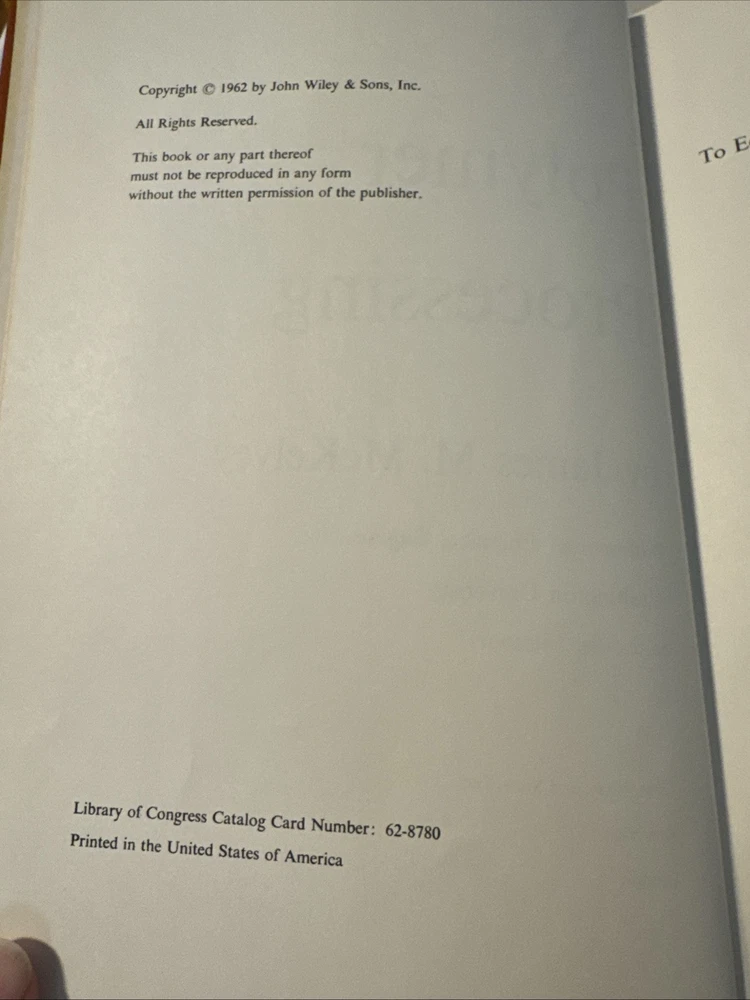 Copyright © 1962 by John Wiley & Sons, Inc.
All Rights Reserved.
This book or any part thereof
must not be reproduced in any form
without the written permission of the publisher.
To
Library of Congress Catalog Card Number: 62-8780
Printed in the United States of America